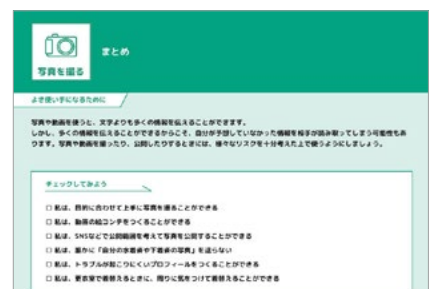 写真を撮る
まとめ
よき使い手になるために
写真や動画を使うと、文字よりも多くの情報を伝えることができます。
しかし、多くの情報を伝えることができるからこそ、自分が予想していなかった情報を相手が読み取ってしまう可能性もあ
ります。写真や動画を撮ったり、公開したりするときには、様々なリスクを十分考えた上で使うようにしましょう。
チェックしてみよう
□ 私は、目的に合わせて上手に写真を撮ることができる
□ 私は、動画の絵コンテをつくることができる
□ 私は、SNSなどで公開範囲を考えて写真を公開することができる
□ 私は、誰かに「自分の水着姿や下着姿の写真」を送らない
□ 私は、トラブルが起こりにくいプロフィールをつくることができる
□ 私は、更衣室で着替えるときに、周りに気をつけて着替えることができる